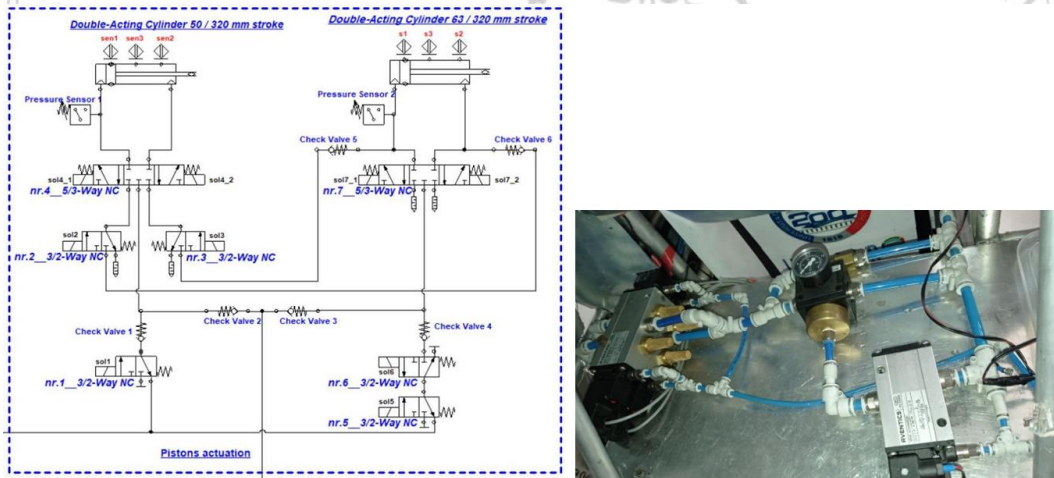 Double-Acting Cylinder 50 / 320 mm stroke
Double-Acting Cylinder 63 / 320 mm stroke
sen1 sen3 sen2
s1 s3 s2
Pressure Sensor 1
Pressure Sensor 2
Check Valve 5
Check Valve 6
sol4_1
sol4_2
nr.4__5/3-Way NC
sol7_1
sol7_2
nr.7__5/3-Way NC
sol2
sol3
nr.2__3/2-Way NC
nr.3__3/2-Way NC
Check Valve 2
Check Valve 3
Check Valve 1
Check Valve 4
sol1
nr.1__3/2-Way NC
sol6
nr.6__3/2-Way NC
sol5
nr.5__3/2-Way NC
Pistons actuation
AVENTICS